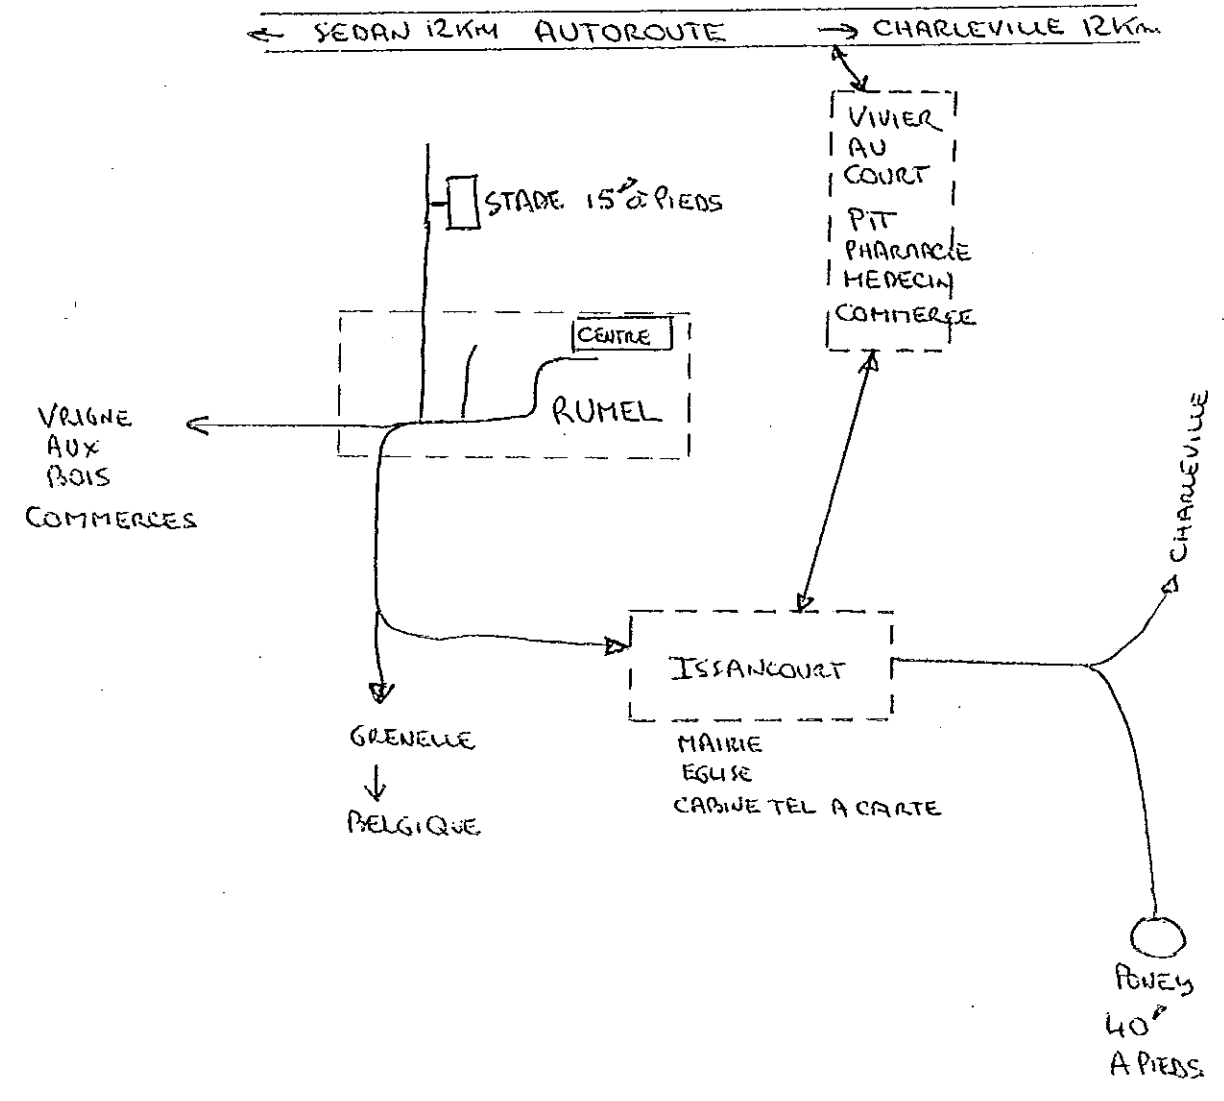 ← SEDAN 12KM AUTOROUTE → CHARLEVILLE 12Km.
VIVIER
AU
COURT
PTT
PHARMACIE
MEDECIN
COMMERCE
STADE 15' à PIEDS
CENTRE
RUMEL
VRIGNE
AUX
BOIS
COMMERCES
CHARLEVILLE
ISSANCOURT
MAIRIE
EGLISE
CABINE TEL A CARTE
GRENELLE
↓
BELGIQUE
PONEY
40'
A PIEDS.